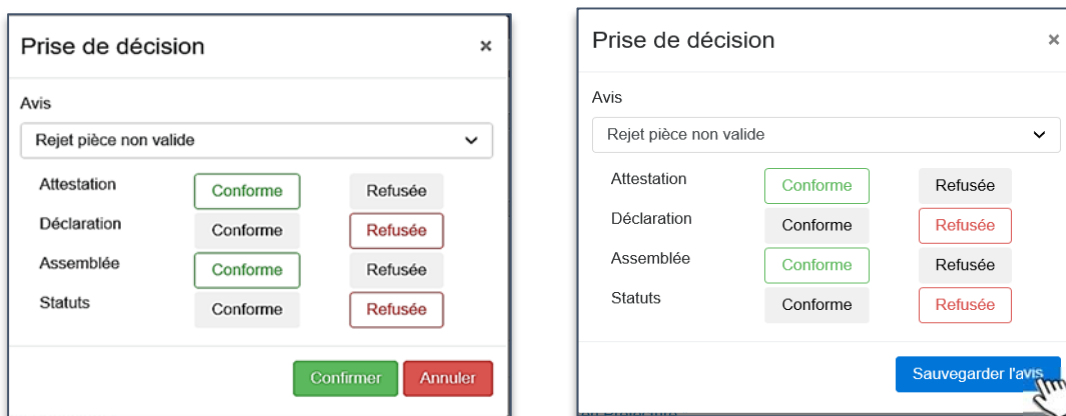 Prise de décision ×
Avis
Rejet pièce non valide
Attestation Conforme Refusée
Déclaration Conforme Refusée
Assemblée Conforme Refusée
Statuts Conforme Refusée
Confirmer Annuler
Prise de décision ×
Avis
Rejet pièce non valide
Attestation Conforme Refusée
Déclaration Conforme Refusée
Assemblée Conforme Refusée
Statuts Conforme Refusée
Sauvegarder l'avis